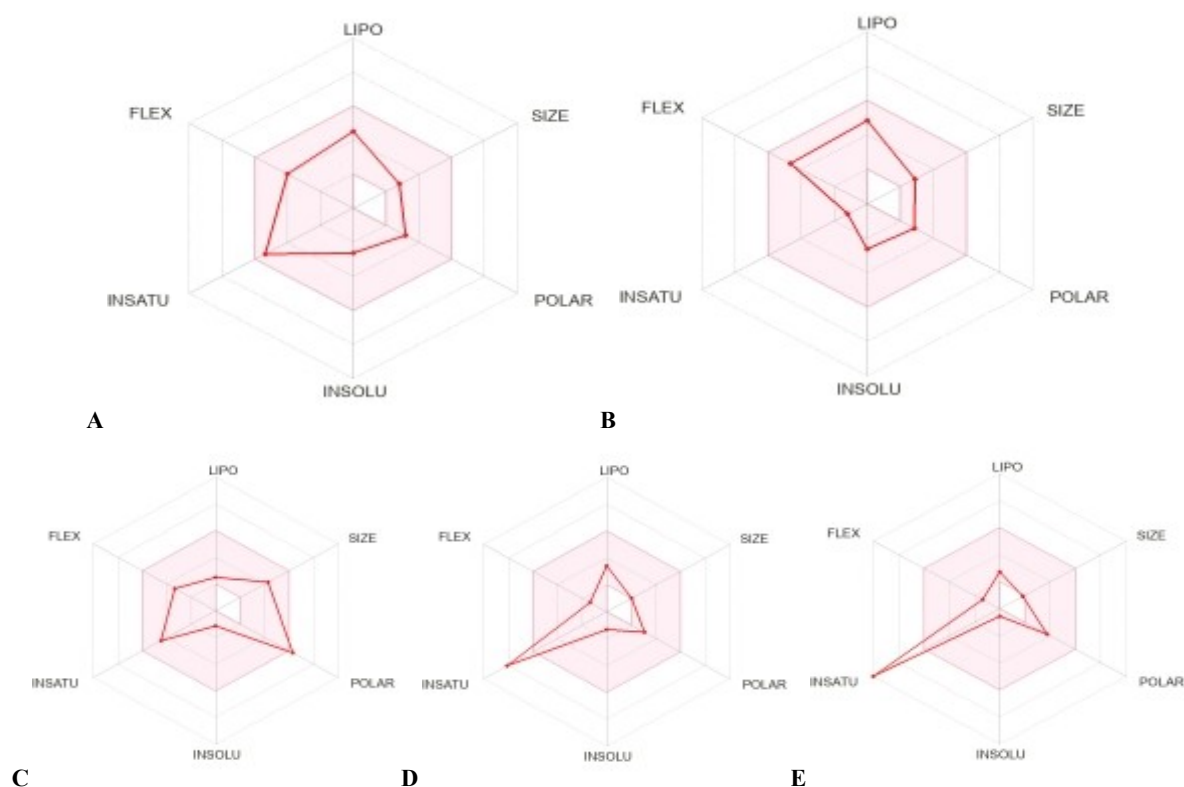 LIPO
LIPO
FLEX
SIZE
FLEX
SIZE
INSATU
POLAR
INSATU
POLAR
INSOLU
INSOLU
A
B
LIPO
LIPO
LIPO
FLEX
SIZE
FLEX
SIZE
FLEX
SIZE
INSATU
POLAR
INSATU
POLAR
INSATU
POLAR
INSOLU
INSOLU
INSOLU
C
D
E